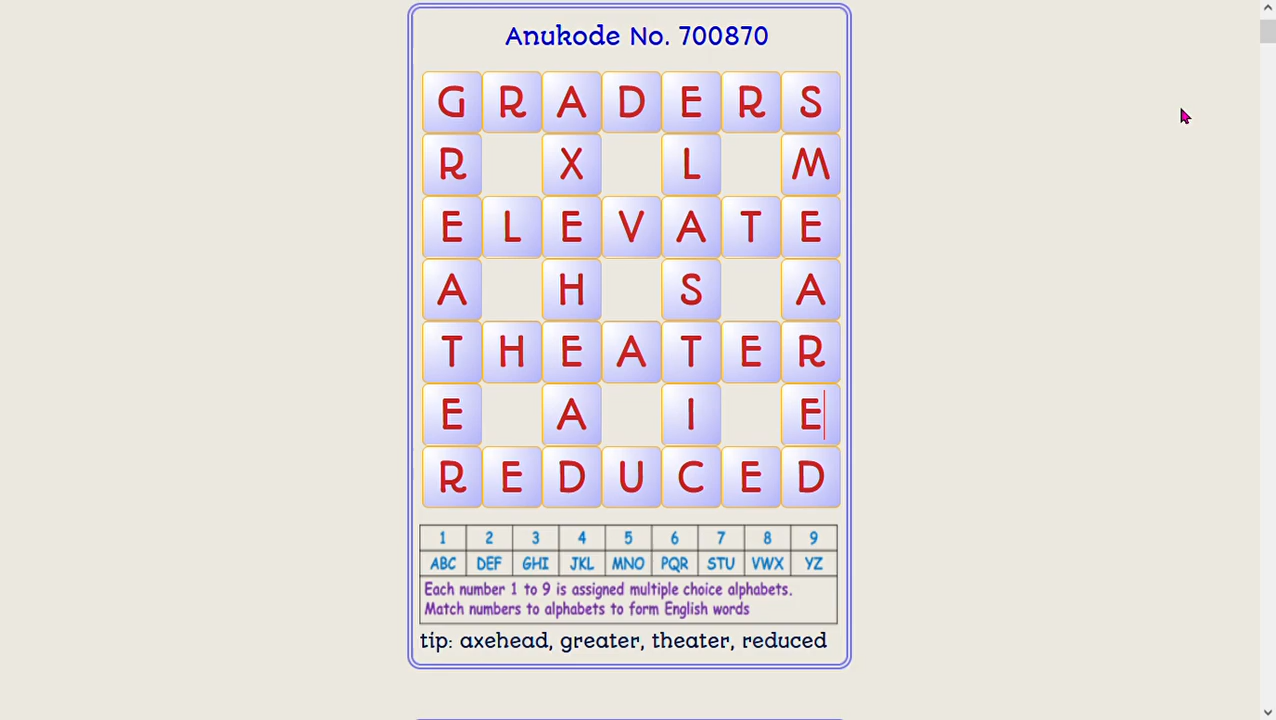 Anukode No. 700870
G R A D E R S
R X L M
E L E V A T E
A H S A
T H E A T E R
E A I E
R E D U C E D
1 2 3 4 5 6 7 8 9
ABC DEF GHI JKL MNO PQR STU VWX YZ
Each number 1 to 9 is assigned multiple choice alphabets.
Match numbers to alphabets to form English words
tip: axehead, greater, theater, reduced